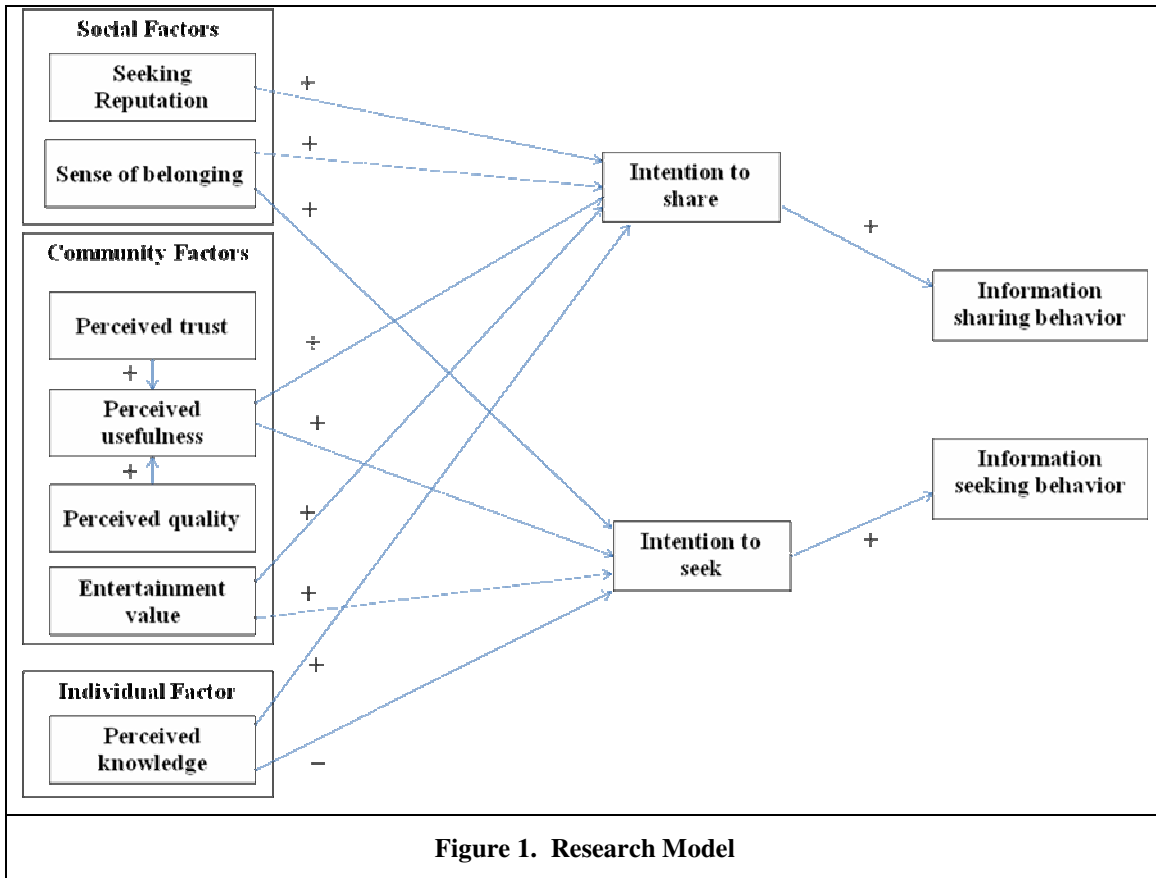 Social Factors
Seeking
Reputation
+
+
Sense of belonging
+
Intention to
share
+
Community Factors
Perceived trust
+
Perceived
usefulness
+
+
+
Perceived quality
+
Entertainment
value
+
Information
sharing behavior
Information
seeking behavior
Intention to
seek
+
Individual Factor
+
Perceived
knowledge
–
Figure 1. Research Model